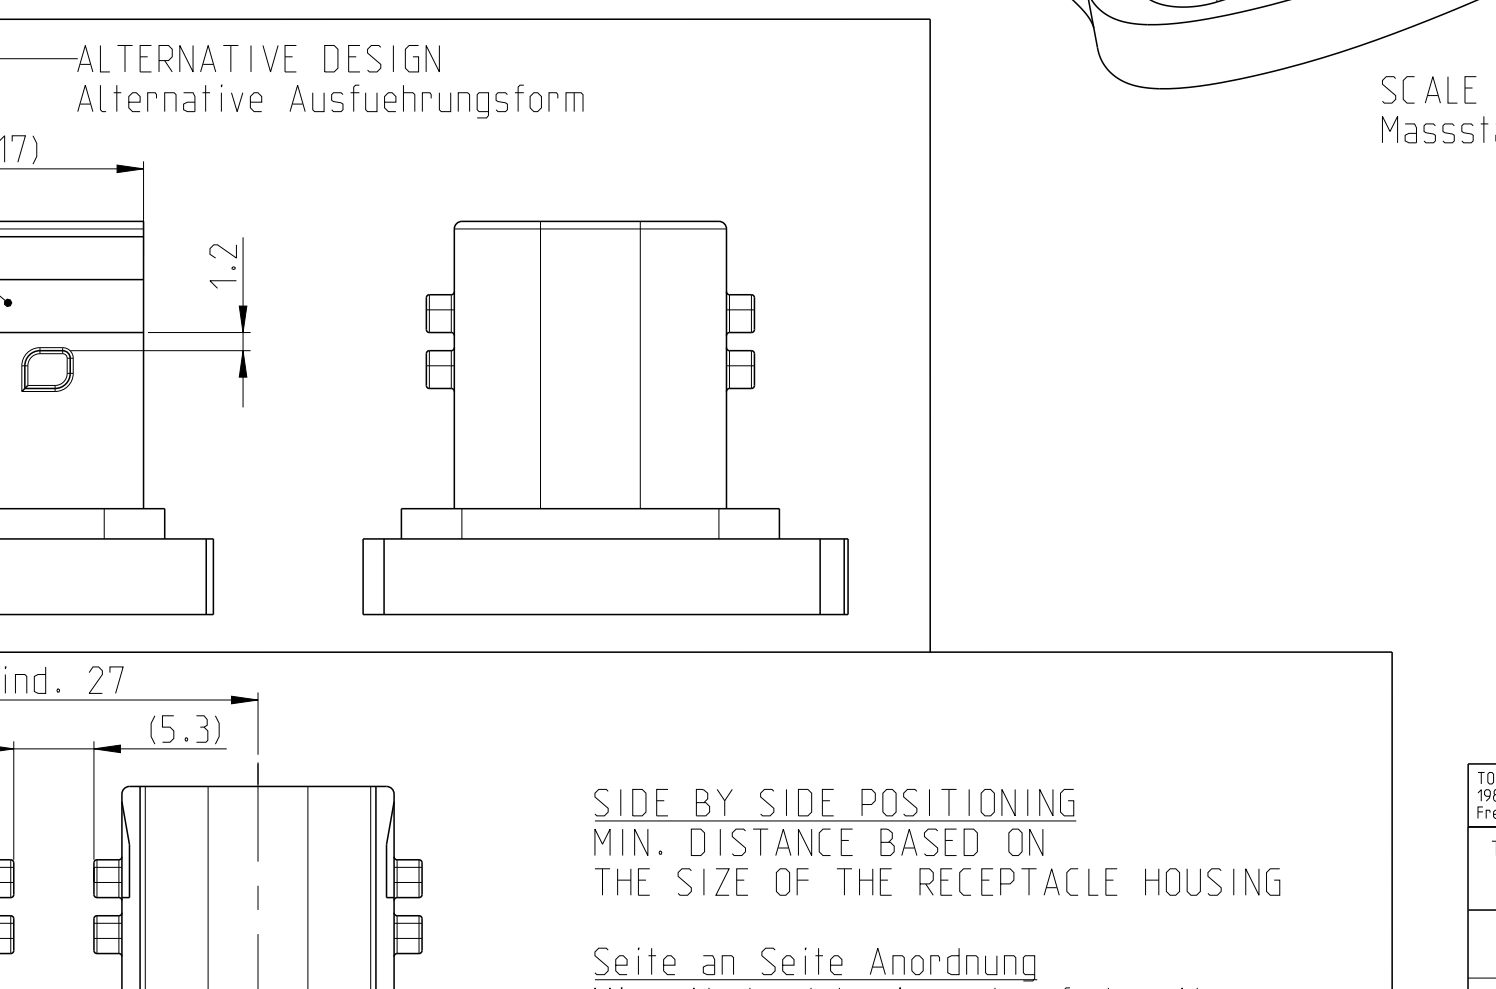 ALTERNATIVE DESIGN
Alternative Ausfuehrungsform
SCALE
17)
1.2
ind. 27
(5.3)
SIDE BY SIDE POSITIONING
MIN. DISTANCE BASED ON
THE SIZE OF THE RECEPTACLE HOUSING
Seite an Seite Anordnung